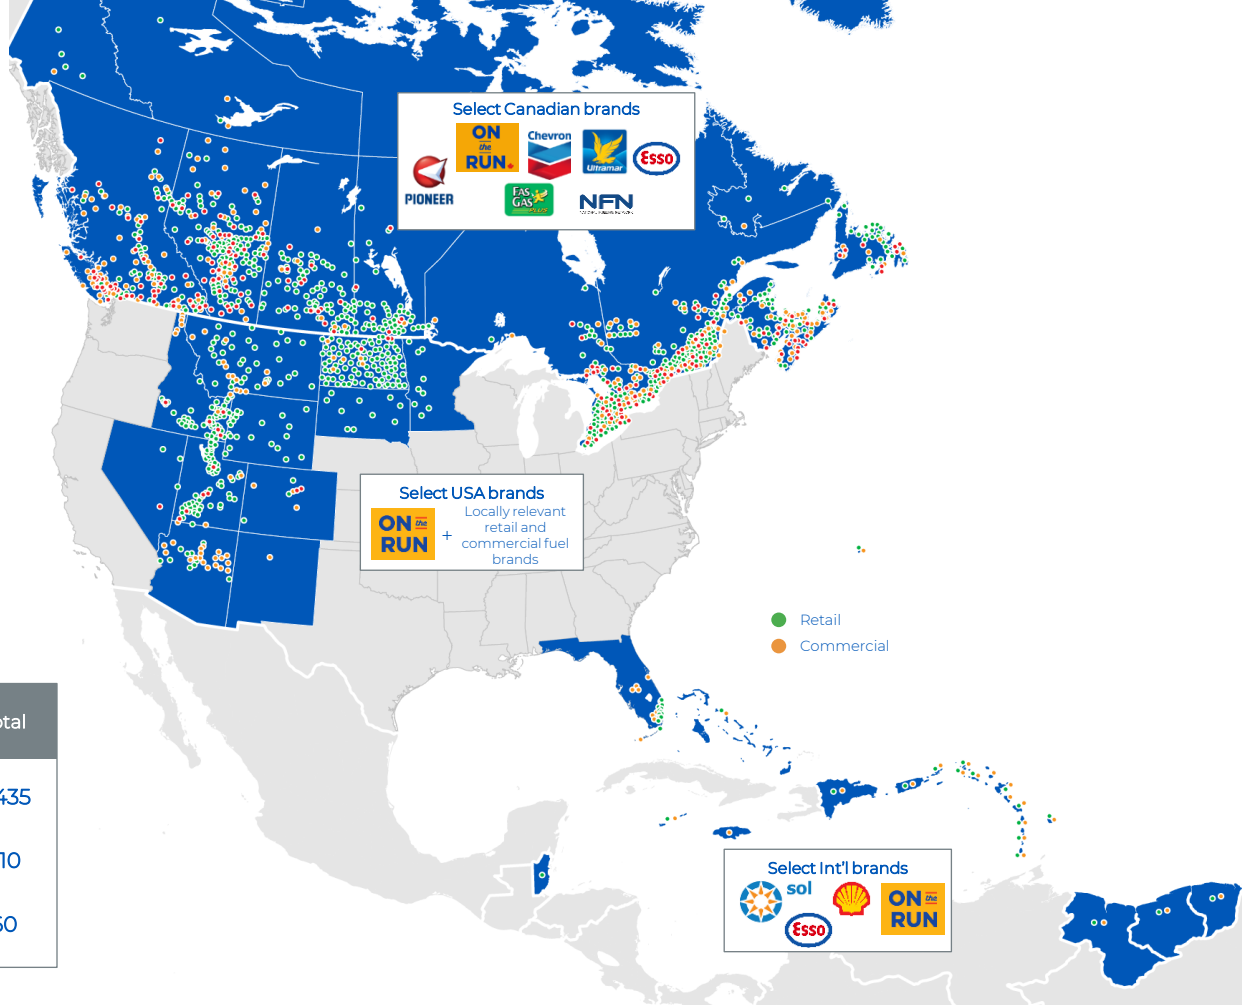 Select Canadian brands
ON
the
RUN
Chevron
Ultramar
Esso
PIONEER
FAS
GAS
PLUS
NFN
Select USA brands
ON the
RUN
+
Locally relevant
retail and
commercial fuel
brands
Retail
Commercial
otal
435
10
60
Select Int'l brands
sol
Esso
ON the
RUN